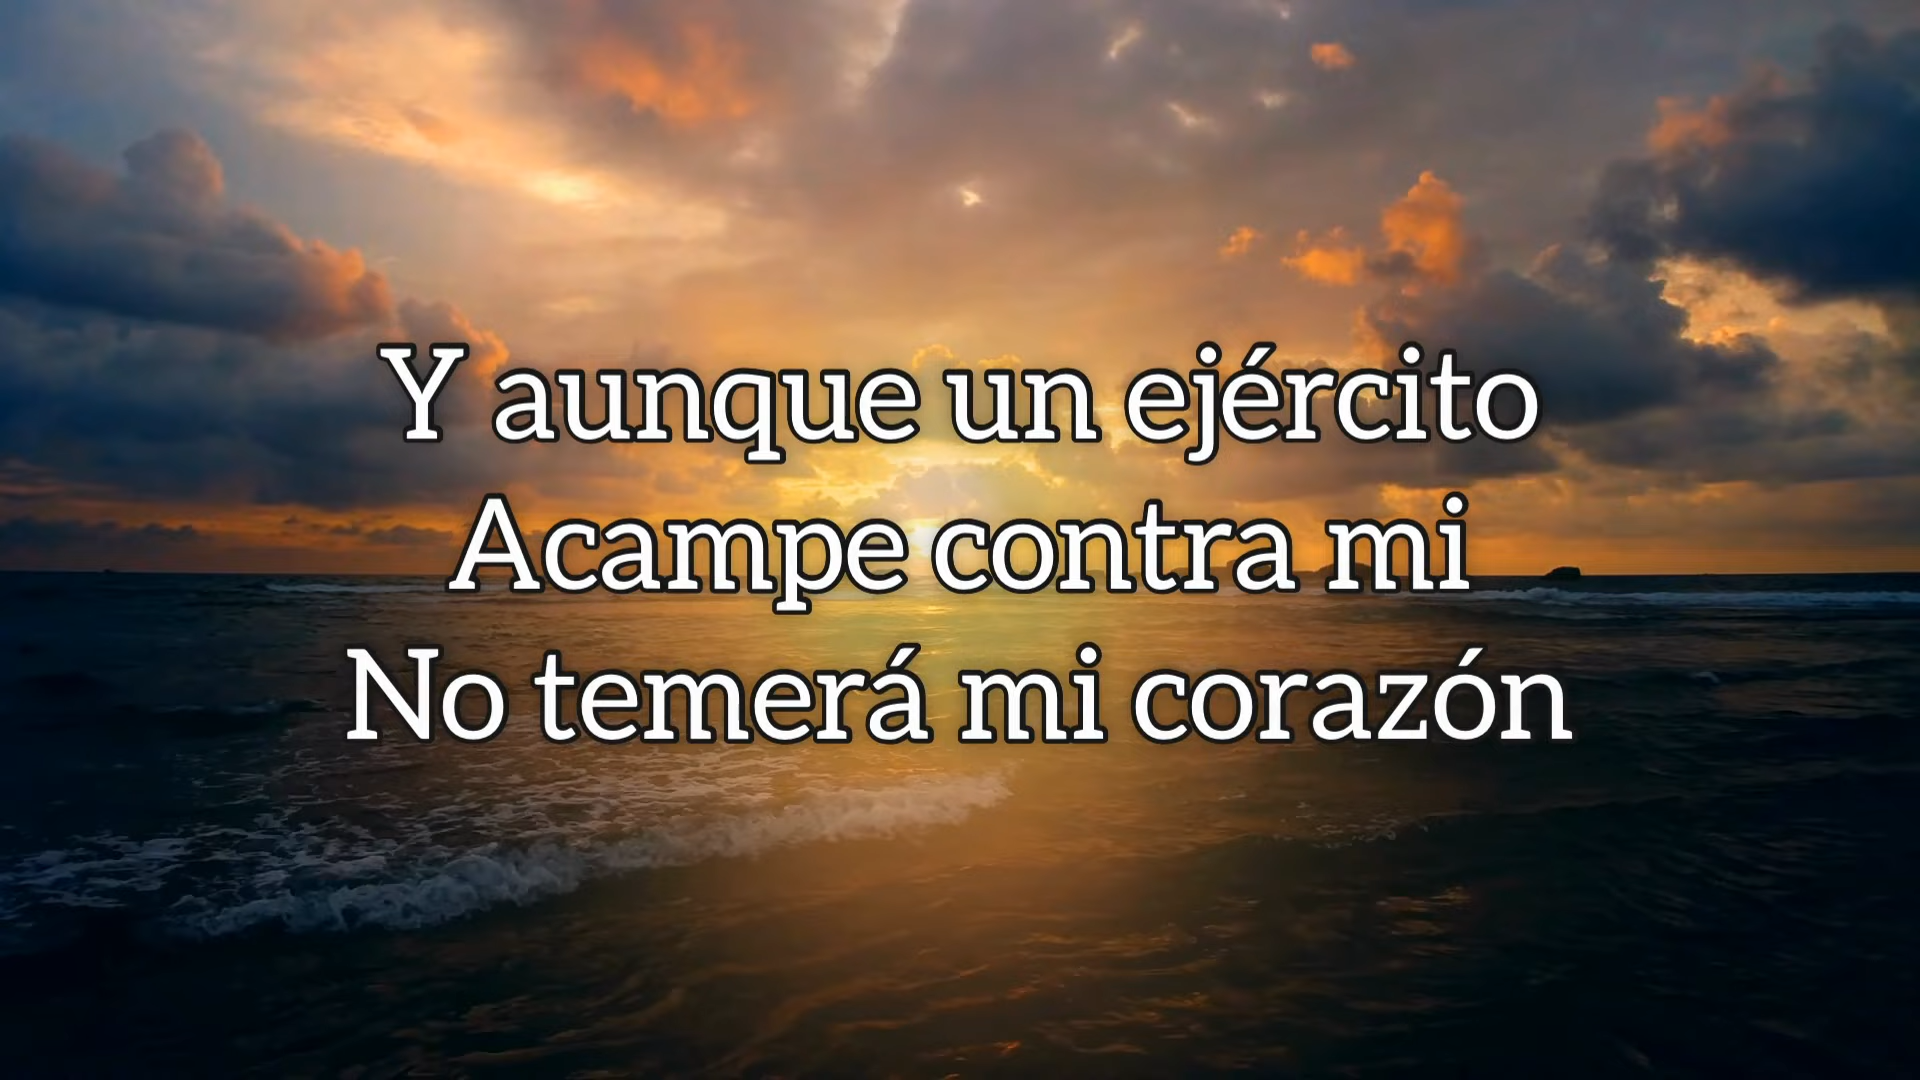 Y aunque un ejército
Acampe contra mi
No temerá mi corazón